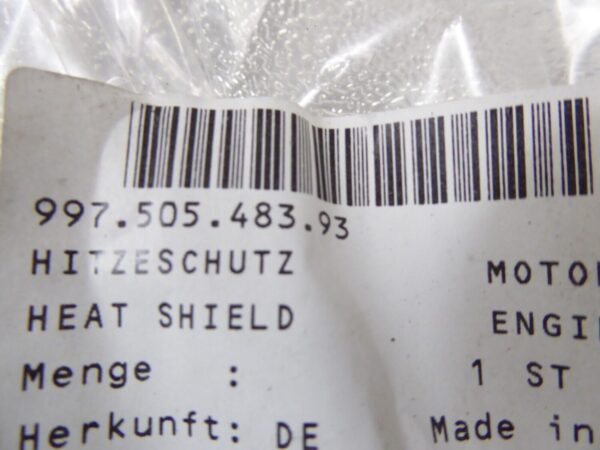 997.505.483.93
HITZESCHUTZ MOTO
HEAT SHIELD ENGI
Menge : 1 ST
Herkunft: DE Made in